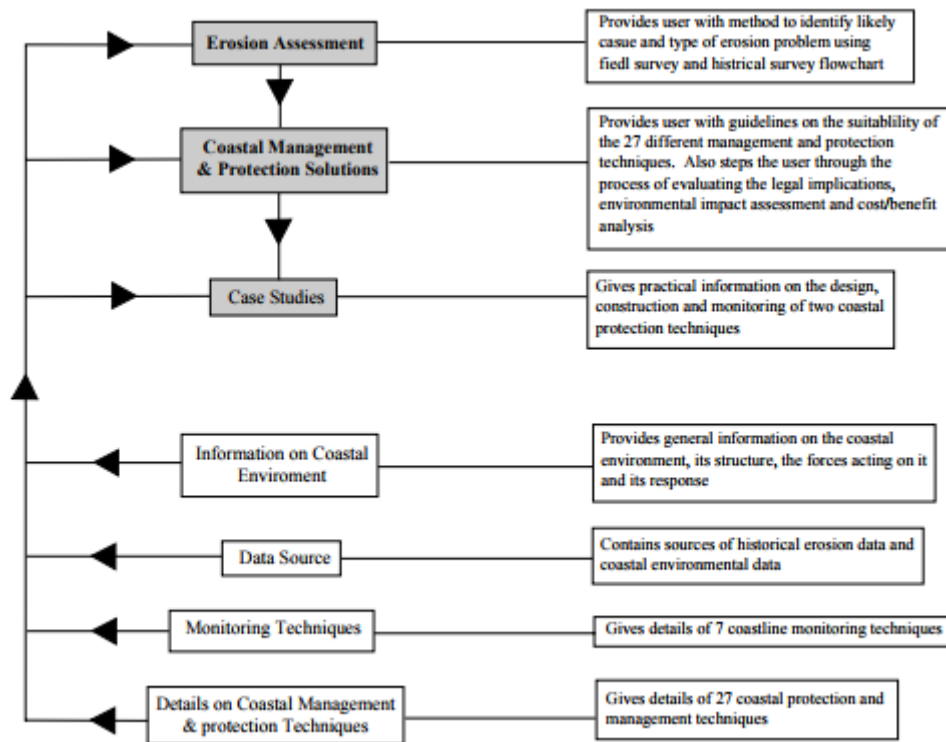 Erosion Assessment
Provides user with method to identify likely
casue and type of erosion problem using
fiedl survey and histrical survey flowchart
Coastal Management
& Protection Solutions
Provides user with guidelines on the suitablility of
the 27 different management and protection
techniques. Also steps the user through the
process of evaluating the legal implications,
environmental impact assessment and cost/benefit
analysis
Case Studies
Gives practical information on the design,
construction and monitoring of two coastal
protection techniques
Information on Coastal
Enviroment
Provides general information on the coastal
environment, its structure, the forces acting on it
and its response
Data Source
Contains sources of historical erosion data and
coastal environmental data
Monitoring Techniques
Gives details of 7 coastline monitoring techniques
Details on Coastal Management
& protection Techniques
Gives details of 27 coastal protection and
management techniques